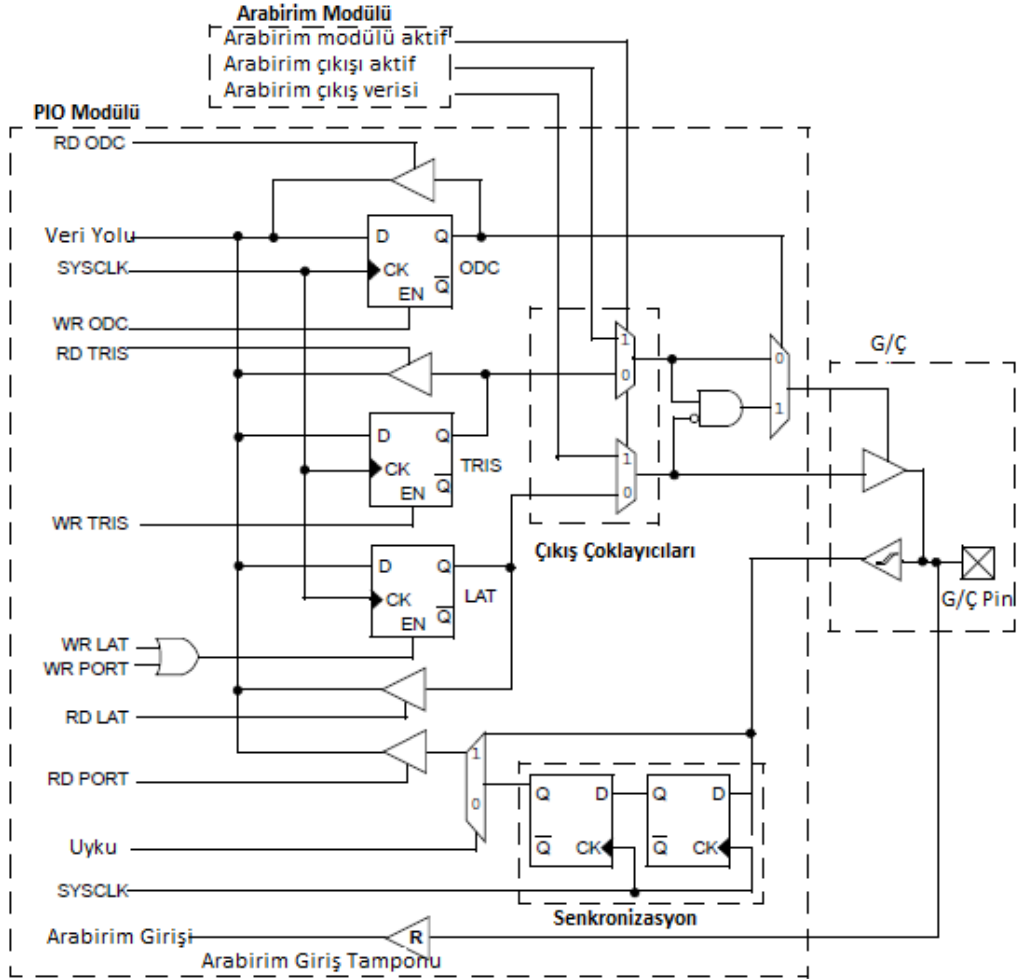 Arabirim Modülü
Arabirim modülü aktif
Arabirim çıkışı aktif
Arabirim çıkış verisi
PIO Modülü
RD ODC
Veri Yolu
D Q
SYSCLK
CK
ODC
EN Q
WR ODC
RD TRIS
1
0
0
1
G/Ç
D Q
CK
TRIS
EN Q
WR TRIS
1
0
Çıkış Çoklayıcıları
D Q
CK
LAT
EN Q
G/Ç Pin
WR LAT
WR PORT
RD LAT
RD PORT
1
0
Q D
Q D
Q CK
Q CK
Uyku
SYSCLK
Senkronizasyon
Arabirim Girişi
R
Arabirim Giriş Tamponu